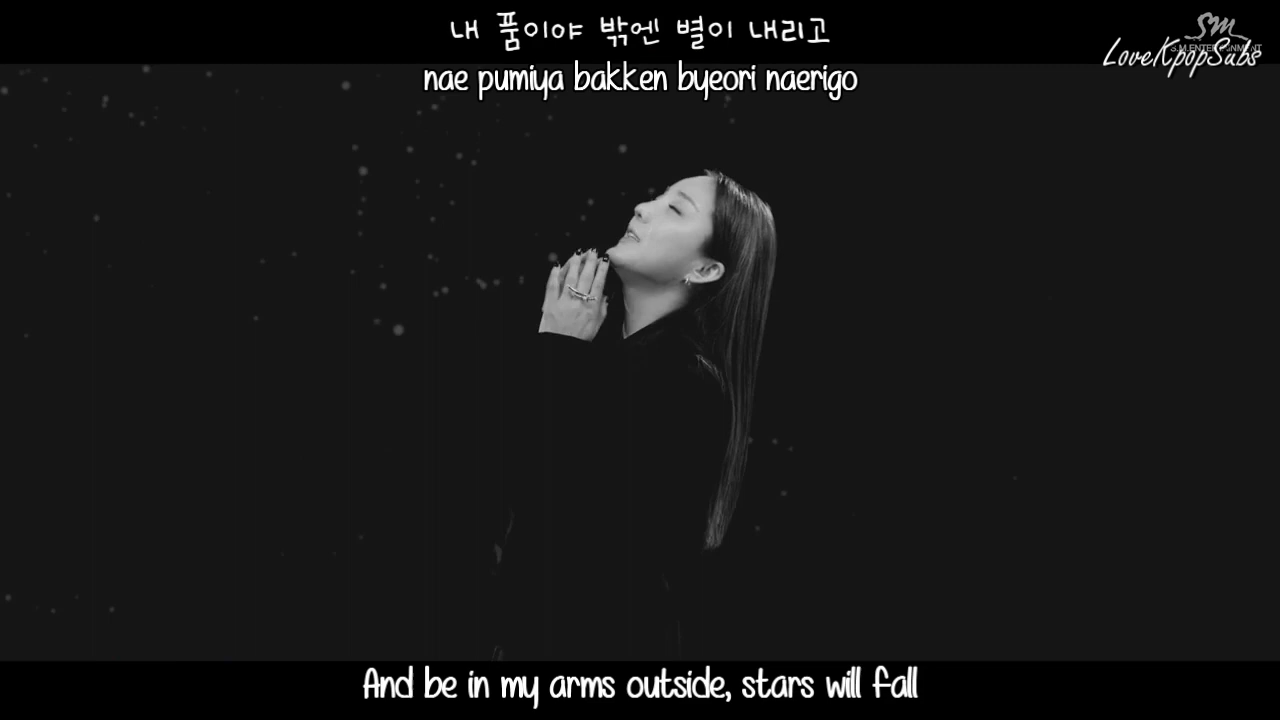 내 품이야 밖엔 별이 내리고
nae pumiya bakken byeori naerigo
SM
S.M.ENTERTAINMENT
LoveKpopSubs
And be in my arms outside, stars will fall